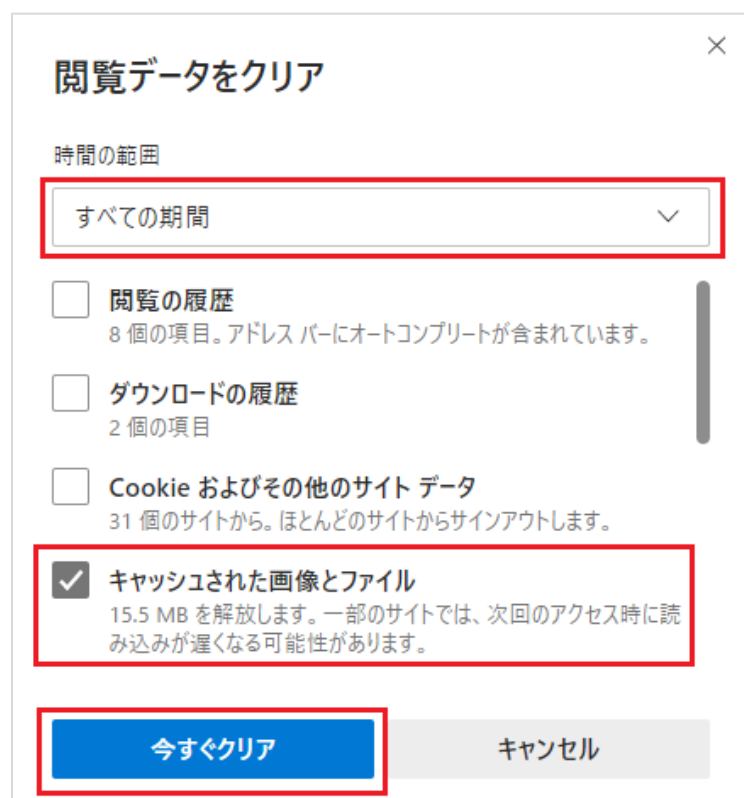 閲覧データをクリア
時間の範囲
すべての期間
閲覧の履歴
8 個の項目。アドレス バーにオートコンプリートが含まれています。
ダウンロードの履歴
2 個の項目
Cookie およびその他のサイト データ
31 個のサイトから。ほとんどのサイトからサインアウトします。
キャッシュされた画像とファイル
15.5 MB を解放します。一部のサイトでは、次回のアクセス時に読
み込みが遅くなる可能性があります。
今すぐクリア キャンセル